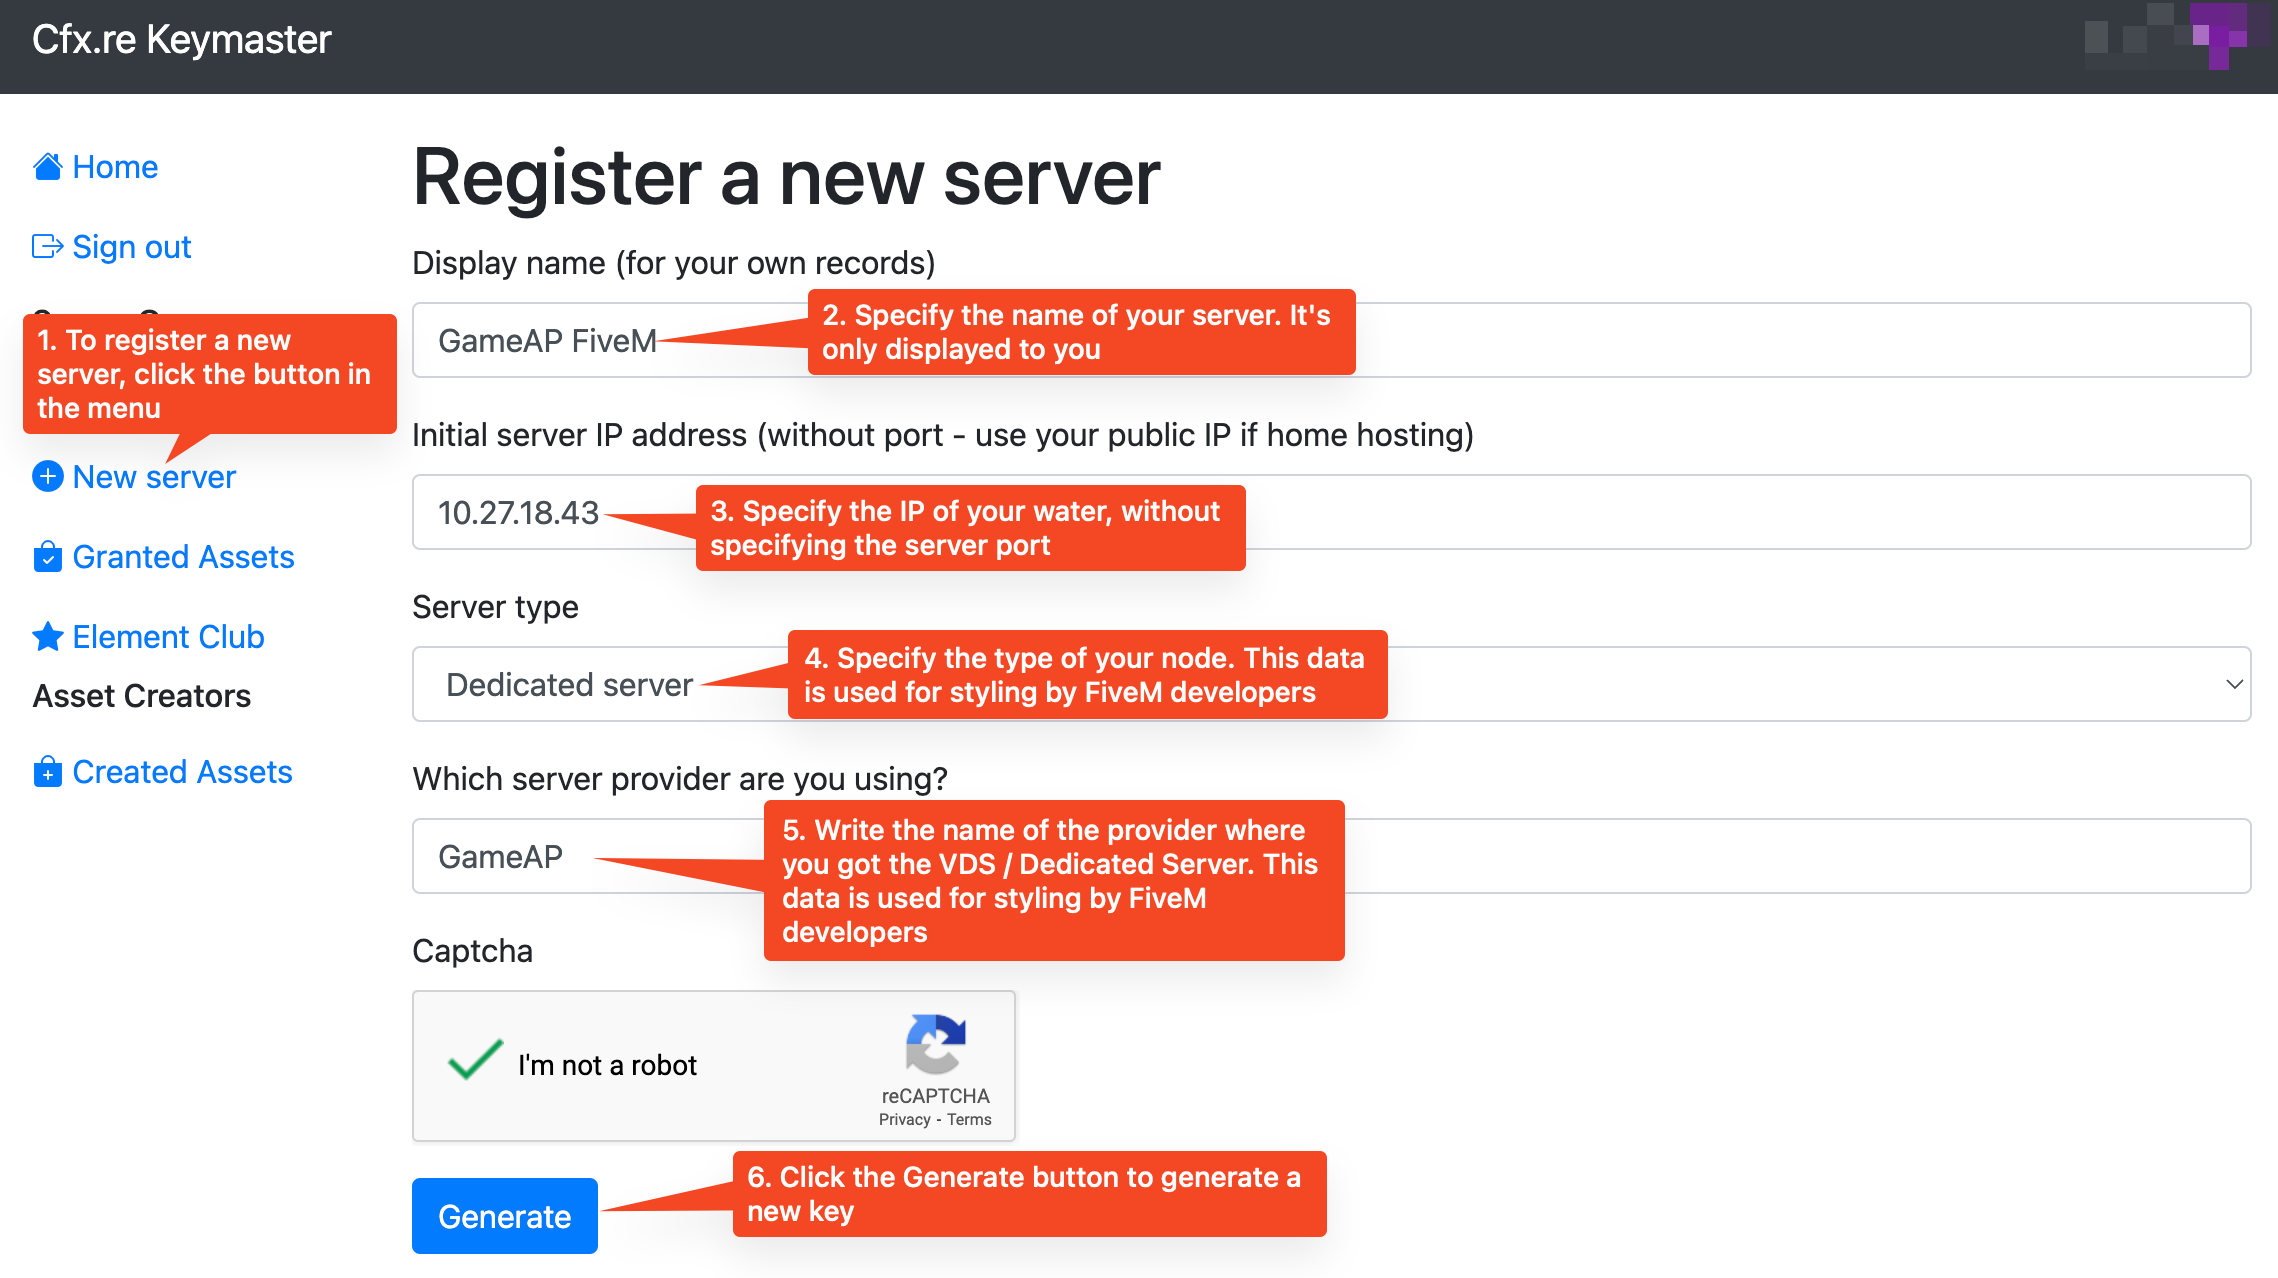 Cfx.re Keymaster
Home
Sign out
1. To register a new
server, click the button in
the menu
New server
Granted Assets
Element Club
Asset Creators
Created Assets
Register a new server
Display name (for your own records)
GameAP FiveM
2. Specify the name of your server. It's
only displayed to you
Initial server IP address (without port - use your public IP if home hosting)
10.27.18.43
3. Specify the IP of your water, without
specifying the server port
Server type
Dedicated server
4. Specify the type of your node. This data
is used for styling by FiveM developers
Which server provider are you using?
GameAP
5. Write the name of the provider where
you got the VDS / Dedicated Server. This
data is used for styling by FiveM
developers
Captcha
I'm not a robot
reCAPTCHA
Privacy - Terms
Generate
6. Click the Generate button to generate a
new key